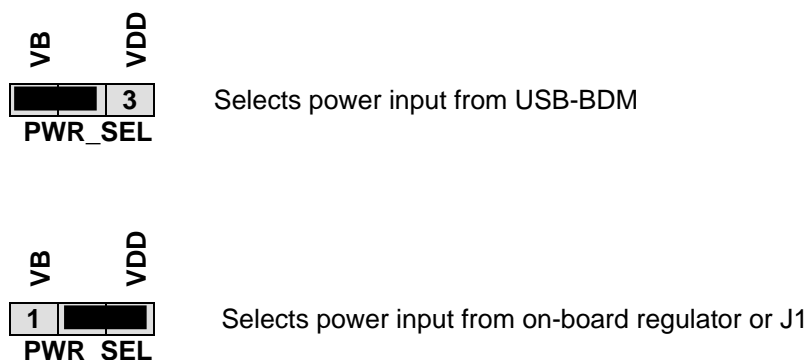 VB VDD
3 Selects power input from USB-BDM
PWR_SEL
VB VDD
1 Selects power input from on-board regulator or J1
PWR_SEL